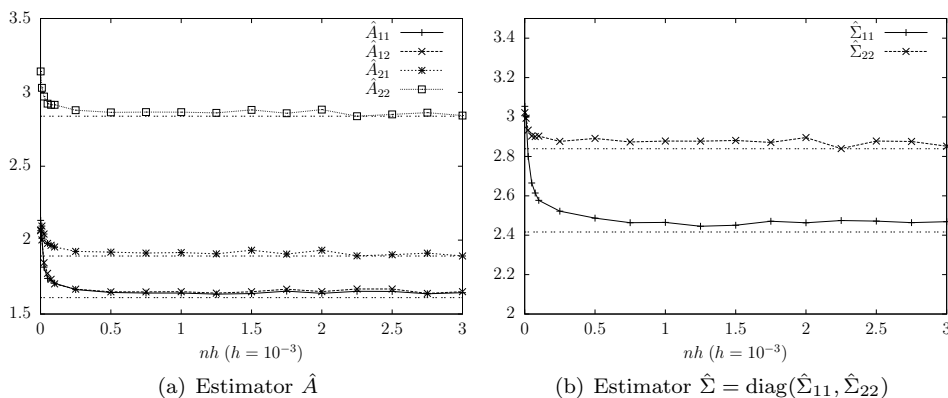 3.5
3
2.5
2
1.5
0 0.5 1 1.5 2 2.5 3
nh (h = 10⁻³)
Â₁₁
Â₁₂
Â₂₁
Â₂₂
(a) Estimator Â
3.4
3.2
3
2.8
2.6
2.4
2.2
2
0 0.5 1 1.5 2 2.5 3
nh (h = 10⁻³)
Σ̂₁₁
Σ̂₂₂
(b) Estimator Σ̂ = diag(Σ̂₁₁, Σ̂₂₂)